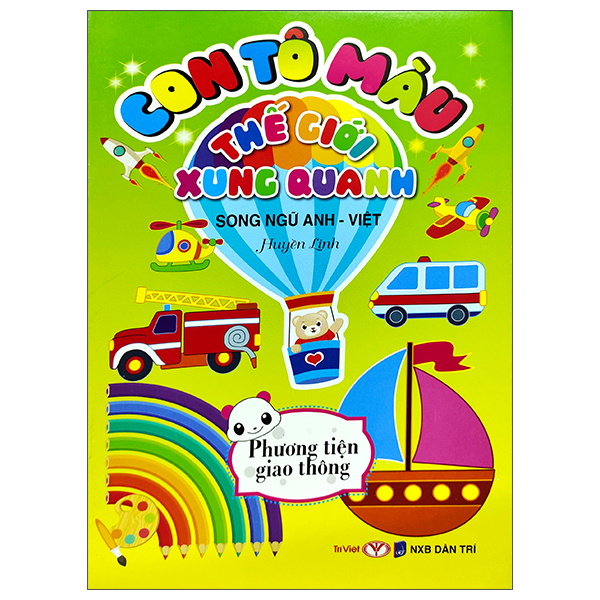 CON TÔ MÀU
THẾ GIỚI
XUNG QUANH
SONG NGỮ ANH - VIỆT
Huyền Linh
Phương tiện
giao thông
Trí Việt
NXB DÂN TRÍ